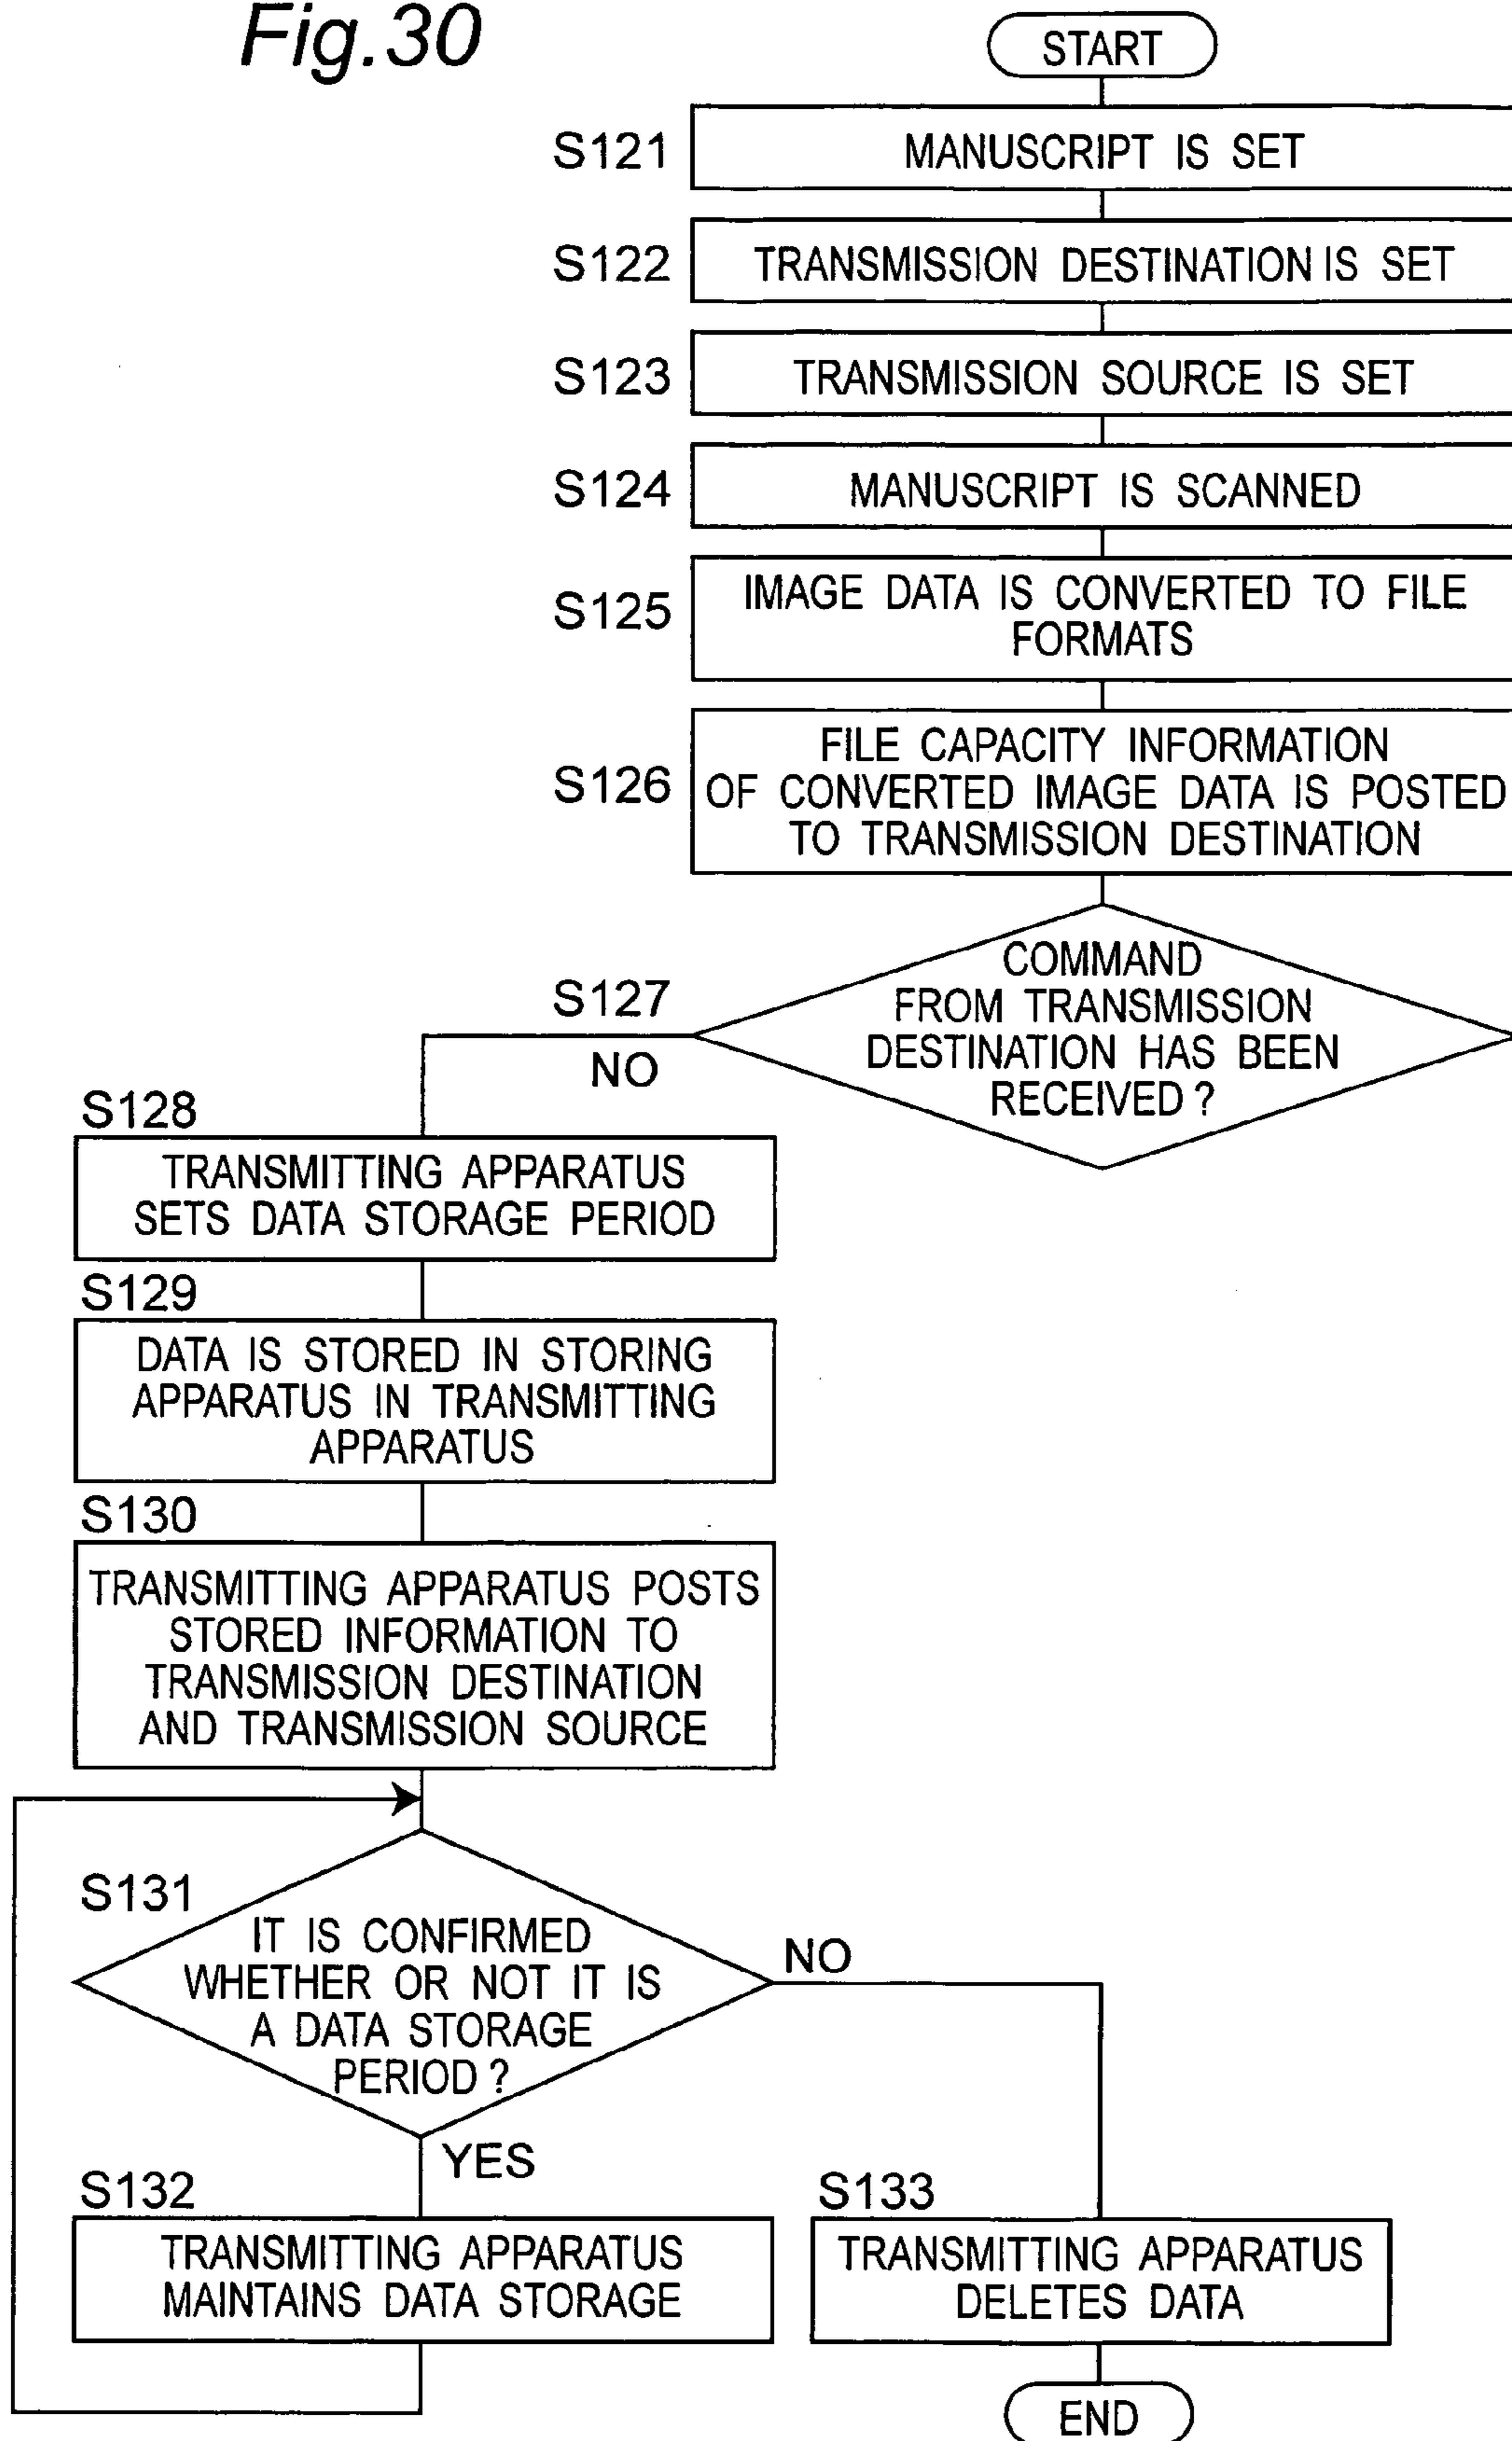 Fig.30
START
S121
MANUSCRIPT IS SET
S122
TRANSMISSION DESTINATION IS SET
S123
TRANSMISSION SOURCE IS SET
S124
MANUSCRIPT IS SCANNED
S125
IMAGE DATA IS CONVERTED TO FILE
FORMATS
S126
FILE CAPACITY INFORMATION
OF CONVERTED IMAGE DATA IS POSTED
TO TRANSMISSION DESTINATION
S127
COMMAND
FROM TRANSMISSION
DESTINATION HAS BEEN
RECEIVED ?
NO
S128
TRANSMITTING APPARATUS
SETS DATA STORAGE PERIOD
S129
DATA IS STORED IN STORING
APPARATUS IN TRANSMITTING
APPARATUS
S130
TRANSMITTING APPARATUS POSTS
STORED INFORMATION TO
TRANSMISSION DESTINATION
AND TRANSMISSION SOURCE
S131
IT IS CONFIRMED
WHETHER OR NOT IT IS
A DATA STORAGE
PERIOD ?
NO
YES
S132
TRANSMITTING APPARATUS
MAINTAINS DATA STORAGE
S133
TRANSMITTING APPARATUS
DELETES DATA
END